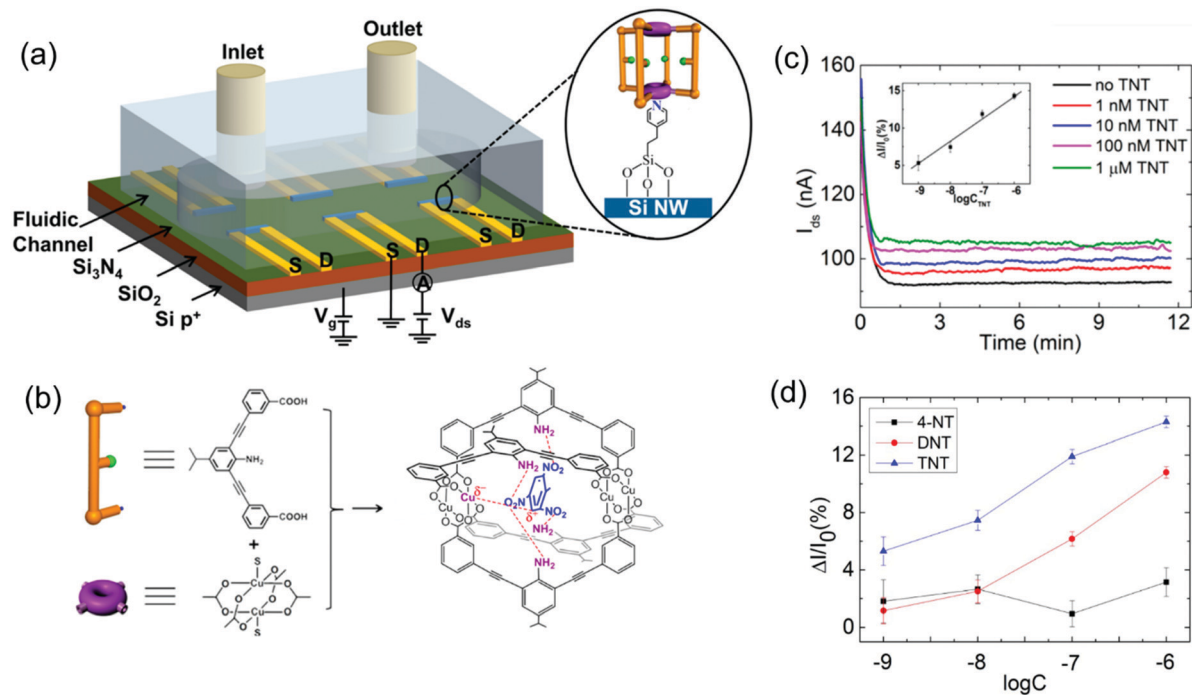 (a)
Inlet
Outlet
Fluidic
Channel
Si3N4
SiO2
Si p+
S
D
S
D
S
D
A
Vg
Vds
N
Si
O
O
O
Si NW
(b)
COOH
NH2
COOH
+
S
O
O
Cu
O
O
O
O
Cu
O
O
S
NH2
NH2
NO2
O2N
NO2
δ−
δ+
Cu
Cu
Cu
Cu
NH2
NH2
(c)
160
140
120
100
80
Ids (nA)
0
3
6
9
12
Time (min)
no TNT
1 nM TNT
10 nM TNT
100 nM TNT
1 μM TNT
15
10
5
ΔI/I0(%)
-9
-8
-7
-6
logCTNT
(d)
16
12
8
4
0
ΔI/I0(%)
4-NT
DNT
TNT
-9
-8
-7
-6
logC